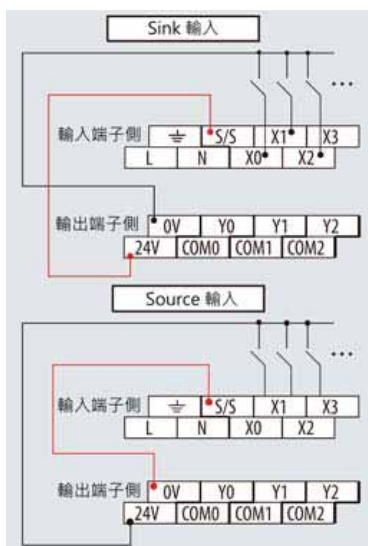 Sink 輸入
輸入端子側 S/S X1 X3
L N X0 X2
輸出端子側 0V Y0 Y1 Y2
24V COM0 COM1 COM2
Source 輸入
輸入端子側 S/S X1 X3
L N X0 X2
輸出端子側 0V Y0 Y1 Y2
24V COM0 COM1 COM2